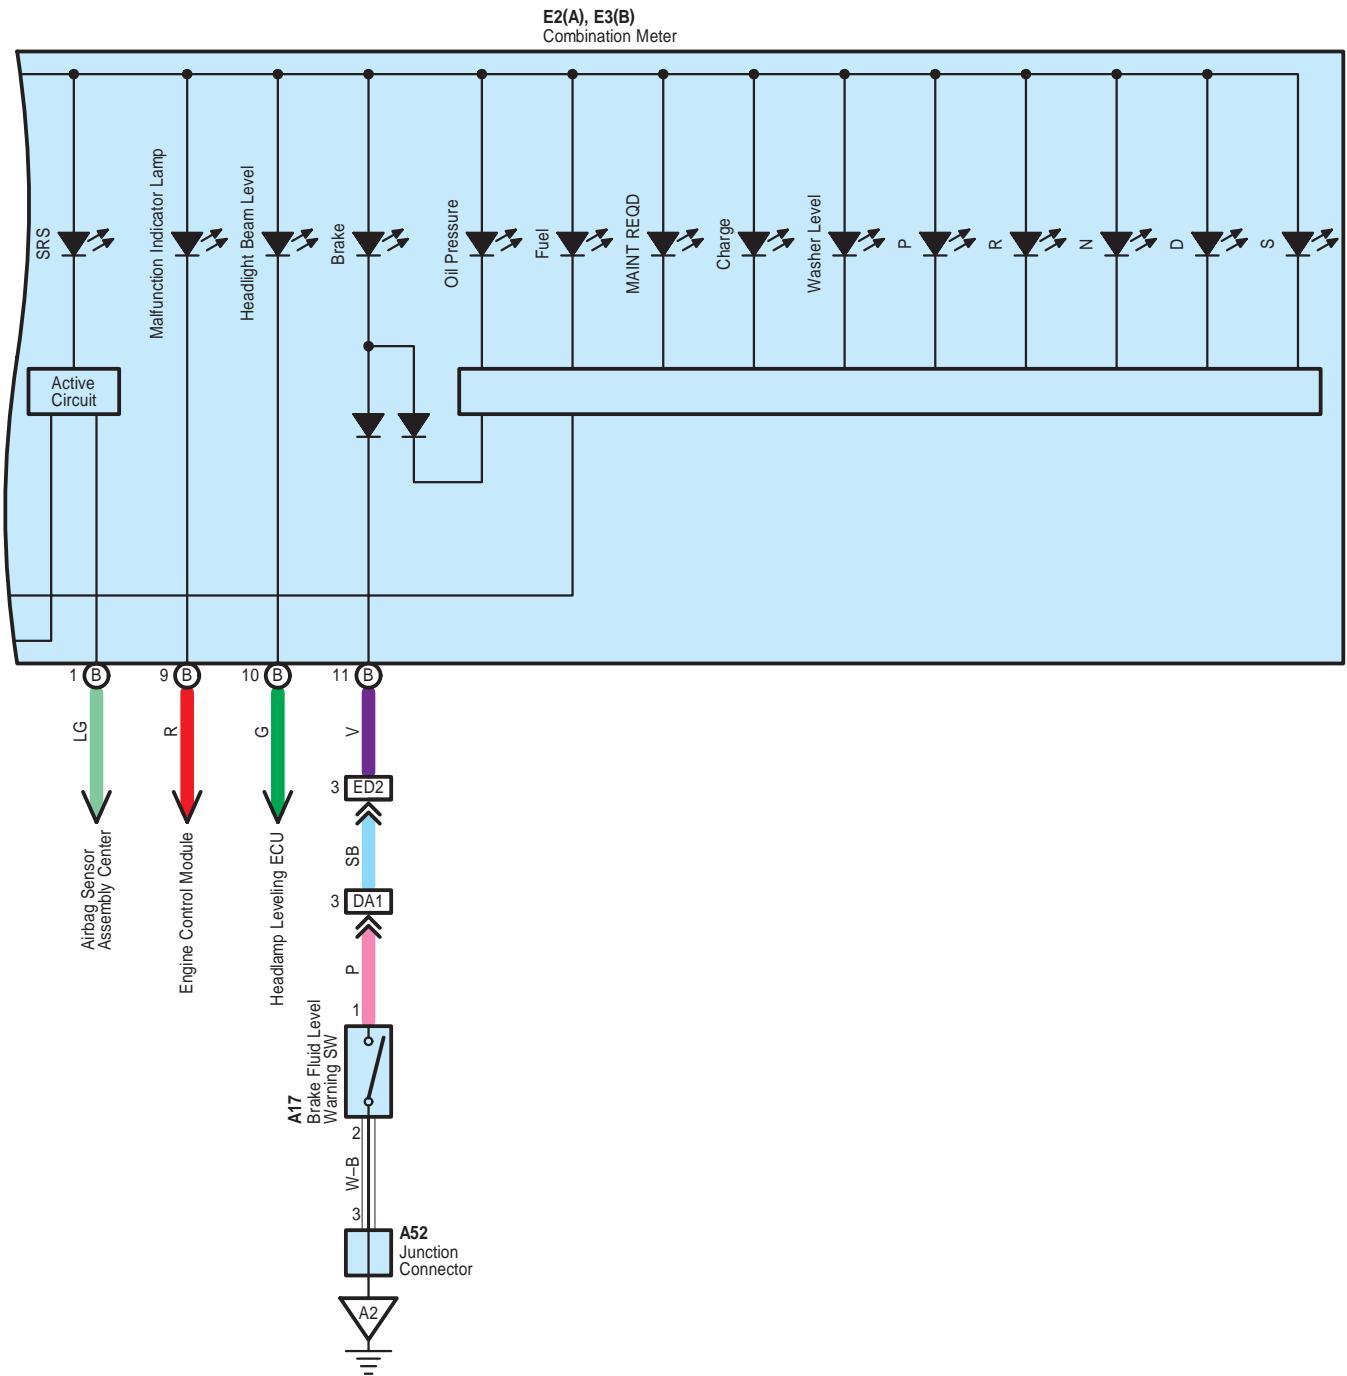 E2(A), E3(B)
Combination Meter
SRS
Malfunction Indicator Lamp
Headlight Beam Level
Brake
Oil Pressure
Fuel
MAINT REQD
Charge
Washer Level
P
R
N
D
S
Active
Circuit
1 B
9 B
10 B
11 B
LG
R
G
V
3 ED2
SB
3 DA1
P
Airbag Sensor
Assembly Center
Engine Control Module
Headlamp Leveling ECU
1
A17
Brake Fluid Level
Warning SW
2
W–B
3
A52
Junction
Connector
A2